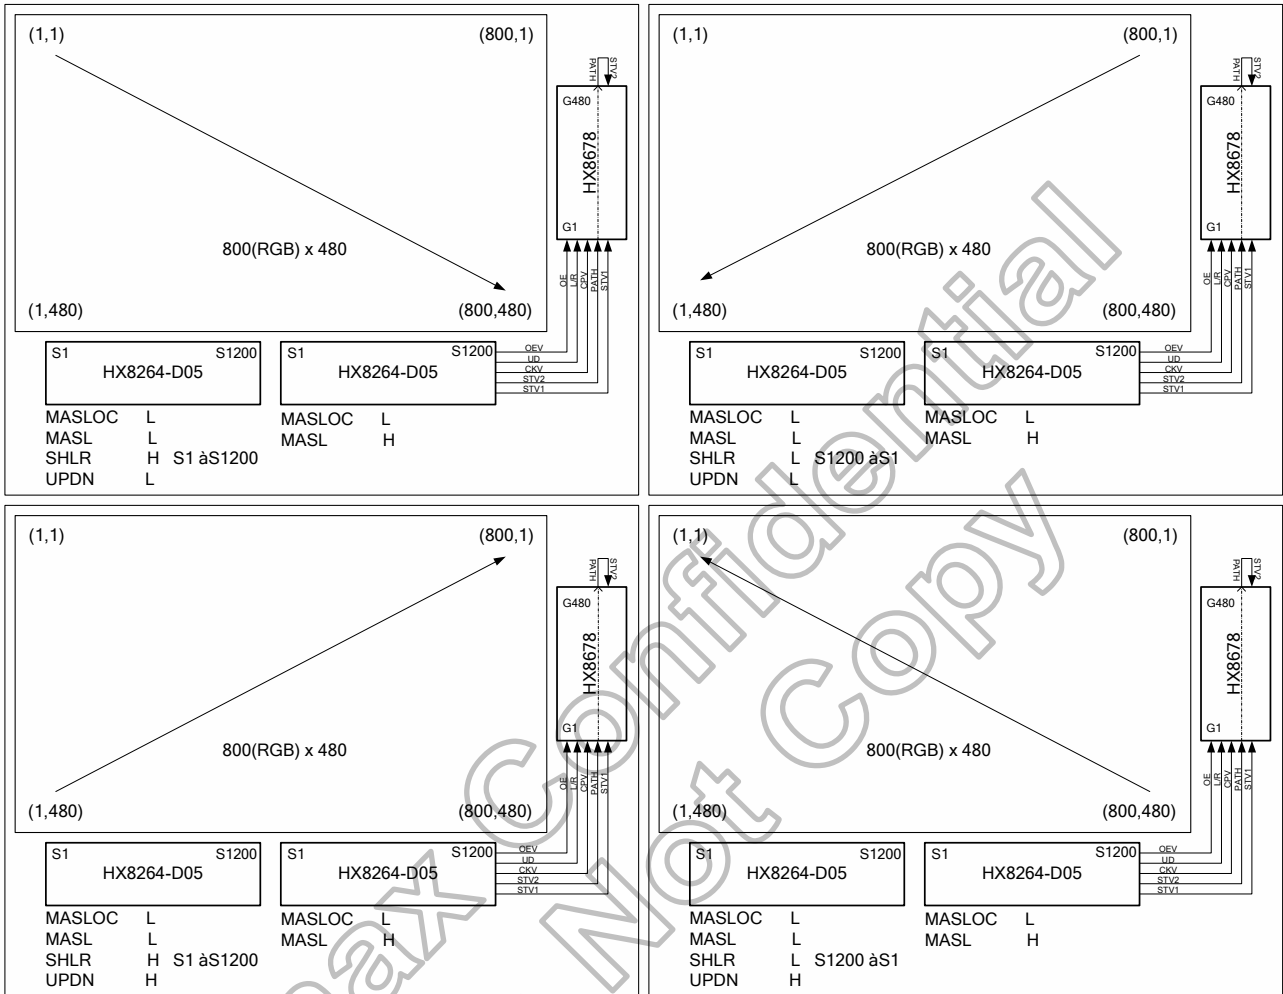 (1,1) (800,1)
PATH STV2
G480
HX8678
G1
800(RGB) x 480
OE L/R CPV PATH STV1
(1,480) (800,480)
S1 S1200
HX8264-D05
S1 S1200
HX8264-D05
OEV
UD
CKV
STV2
STV1
MASLOC L
MASL L
SHLR H S1 àS1200
UPDN L
MASLOC L
MASL H
(1,1) (800,1)
PATH STV2
G480
HX8678
G1
800(RGB) x 480
OE L/R CPV PATH STV1
(1,480) (800,480)
S1 S1200
HX8264-D05
S1 S1200
HX8264-D05
OEV
UD
CKV
STV2
STV1
MASLOC L
MASL L
SHLR L S1200 àS1
UPDN L
MASLOC L
MASL H
(1,1) (800,1)
PATH STV2
G480
HX8678
G1
800(RGB) x 480
OE L/R CPV PATH STV1
(1,480) (800,480)
S1 S1200
HX8264-D05
S1 S1200
HX8264-D05
OEV
UD
CKV
STV2
STV1
MASLOC L
MASL L
SHLR H S1 àS1200
UPDN H
MASLOC L
MASL H
(1,1) (800,1)
PATH STV2
G480
HX8678
G1
800(RGB) x 480
OE L/R CPV PATH STV1
(1,480) (800,480)
S1 S1200
HX8264-D05
S1 S1200
HX8264-D05
OEV
UD
CKV
STV2
STV1
MASLOC L
MASL L
SHLR L S1200 àS1
UPDN H
MASLOC L
MASL H
ax Confidential
Not Copy